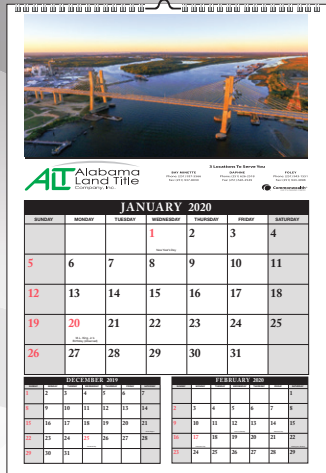 ALT Alabama
Land Title
Company, Inc.
3 Locations To Serve You
BAY MINETTE
DAPHNE
FOLEY
Commonwealth
JANUARY 2020
SUNDAY MONDAY TUESDAY WEDNESDAY THURSDAY FRIDAY SATURDAY
1 2 3 4
New Year's Day
5 6 7 8 9 10 11
12 13 14 15 16 17 18
19 20 21 22 23 24 25
26 27 28 29 30 31
DECEMBER 2019
1 2 3 4 5 6 7
8 9 10 11 12 13 14
15 16 17 18 19 20 21
22 23 24 25 26 27 28
29 30 31
FEBRUARY 2020
1
2 3 4 5 6 7 8
9 10 11 12 13 14 15
16 17 18 19 20 21 22
23 24 25 26 27 28 29